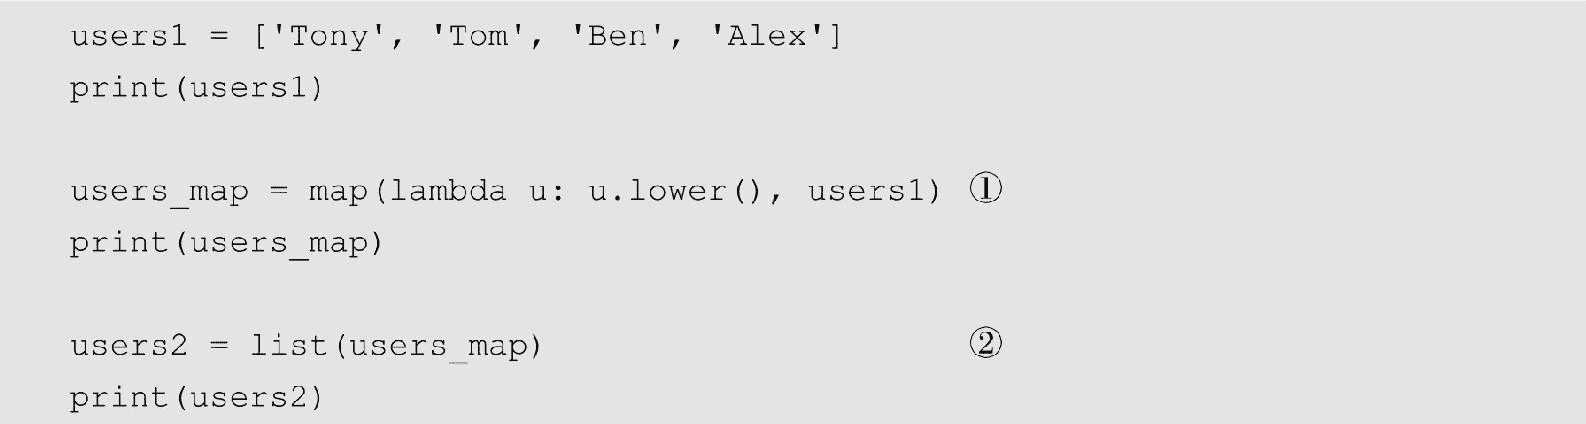 users1 = ['Tony', 'Tom', 'Ben', 'Alex']
print(users1)
users_map = map(lambda u: u.lower(), users1) ①
print(users_map)
users2 = list(users_map) ②
print(users2)